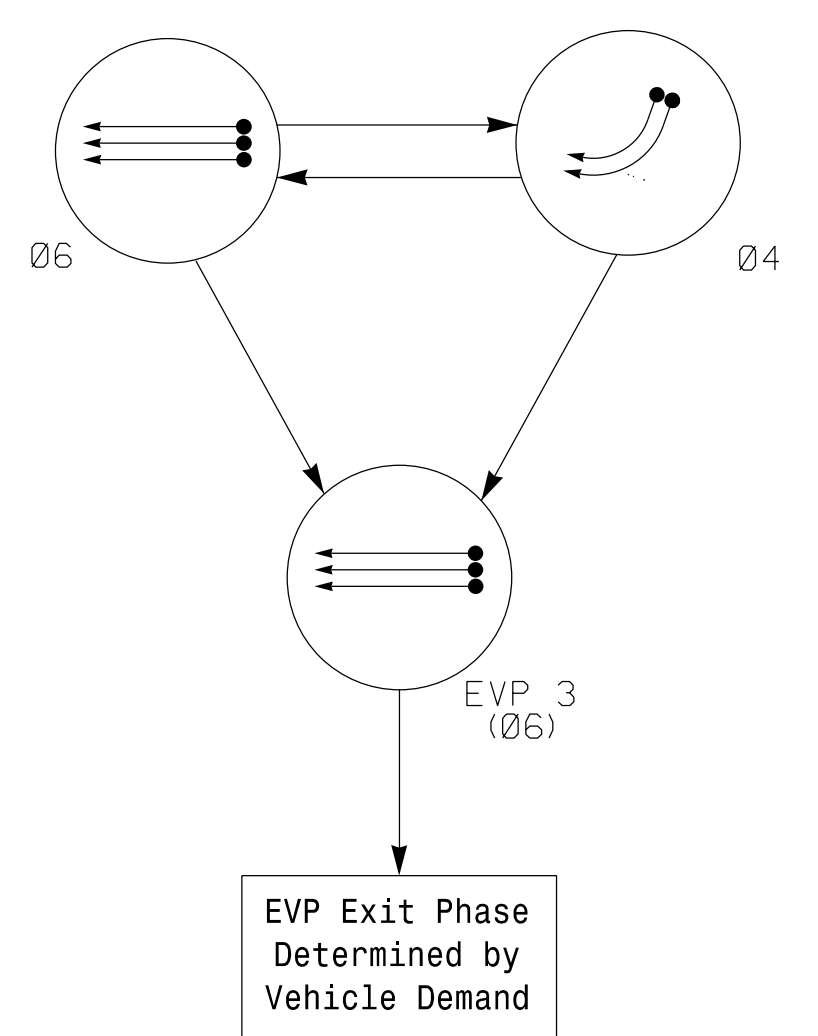 Ø6
Ø4
EVP 3
(Ø6)
EVP Exit Phase
Determined by
Vehicle Demand